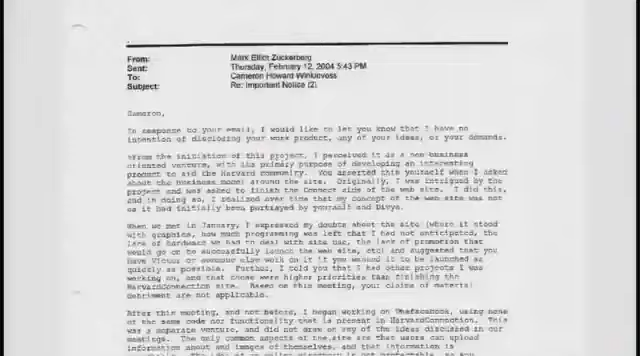 From: Mark Elliot Zuckerberg
Sent: Thursday, February 12, 2004 5:43 PM
To: Cameron Howard Winklevoss
Subject: Re: Important Notice (2)
Cameron,
In response to your email, I would like to let you know that I have no
intention of disclosing your work product, any of your ideas, or your demands.
From the initiation of this project, I perceived it as a non-business
oriented venture, with its primary purpose of developing an interesting
product to aid the Harvard community. You asserted this yourself when I asked
about the business model around the site. Originally, I was intrigued by the
project and was asked to finish the Connect side of the web site. I did this,
and in doing so, I realized over time that my concept of the web site was not
as it had initially been portrayed by yourself and Divya.
When we met in January, I expressed my doubts about the site (where it stood
with graphics, how much programming was left that I had not anticipated, the
lack of hardware we had to deal with site use, the lack of promotion that
would go on to successfully launch the web site, etc) and suggested that you
have Victor or someone else work on it if you wanted it to be launched as
quickly as possible. Further, I told you that I had other projects I was
working on, and that those were higher priorities than finishing the
HarvardConnection site. Based on this meeting, your claims of material
detriment are not applicable.
After this meeting, and not before, I began working on TheFacebook, using none
of the same code nor functionality that is present in HarvardConnection. This
was a separate venture, and did not draw on any of the ideas discussed in our
meetings. The only common aspects of the site are that users can upload
information about and images of themselves, and that information is